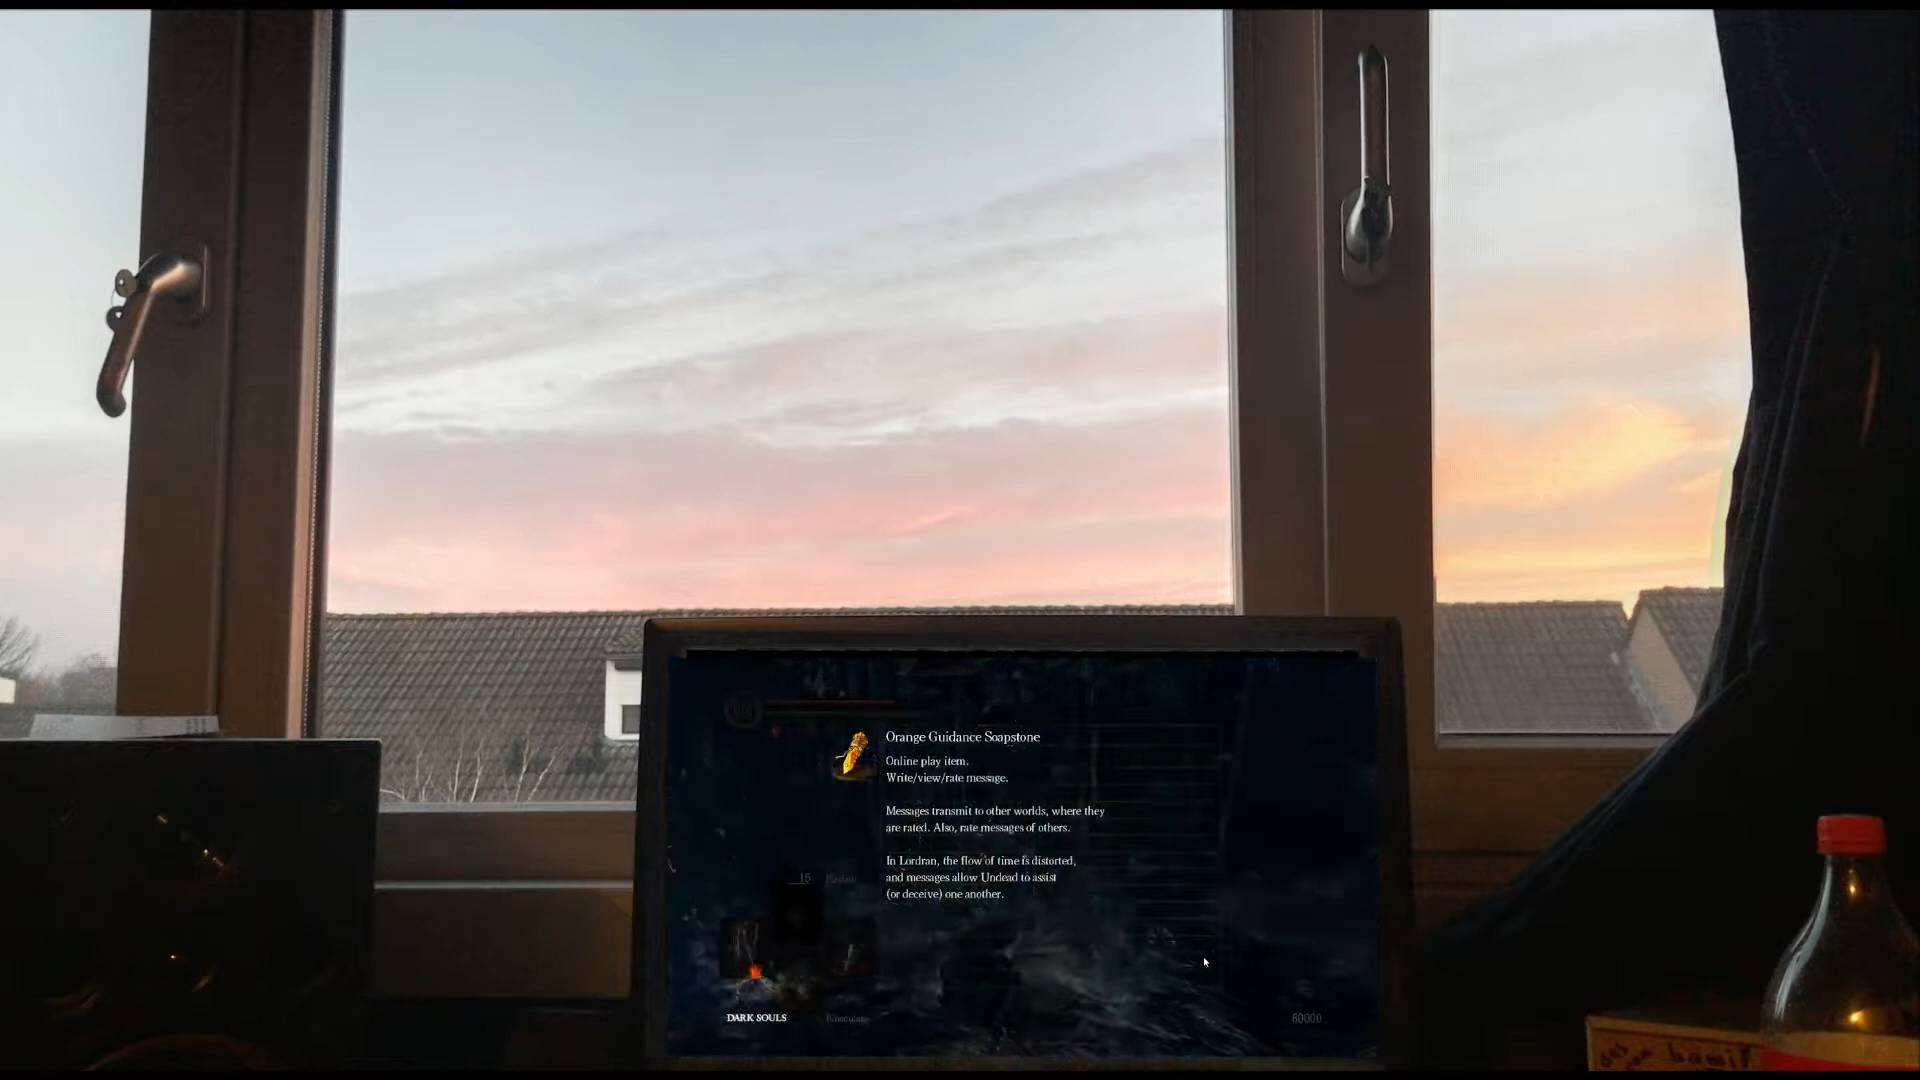 Orange Guidance Soapstone
Online play item.
Write/view/rate message.
Messages transmit to other worlds, where they
are rated. Also, rate messages of others.
In Lordran, the flow of time is distorted,
and messages allow Undead to assist
(or deceive) one another.
16
DARK SOULS
60000